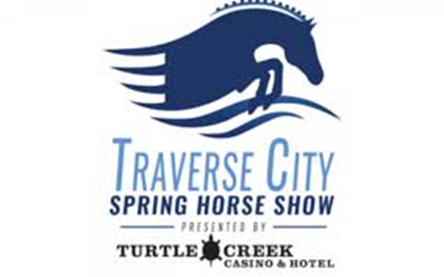 TRAVERSE CITY
SPRING HORSE SHOW
PRESENTED BY
TURTLE CREEK
CASINO & HOTEL